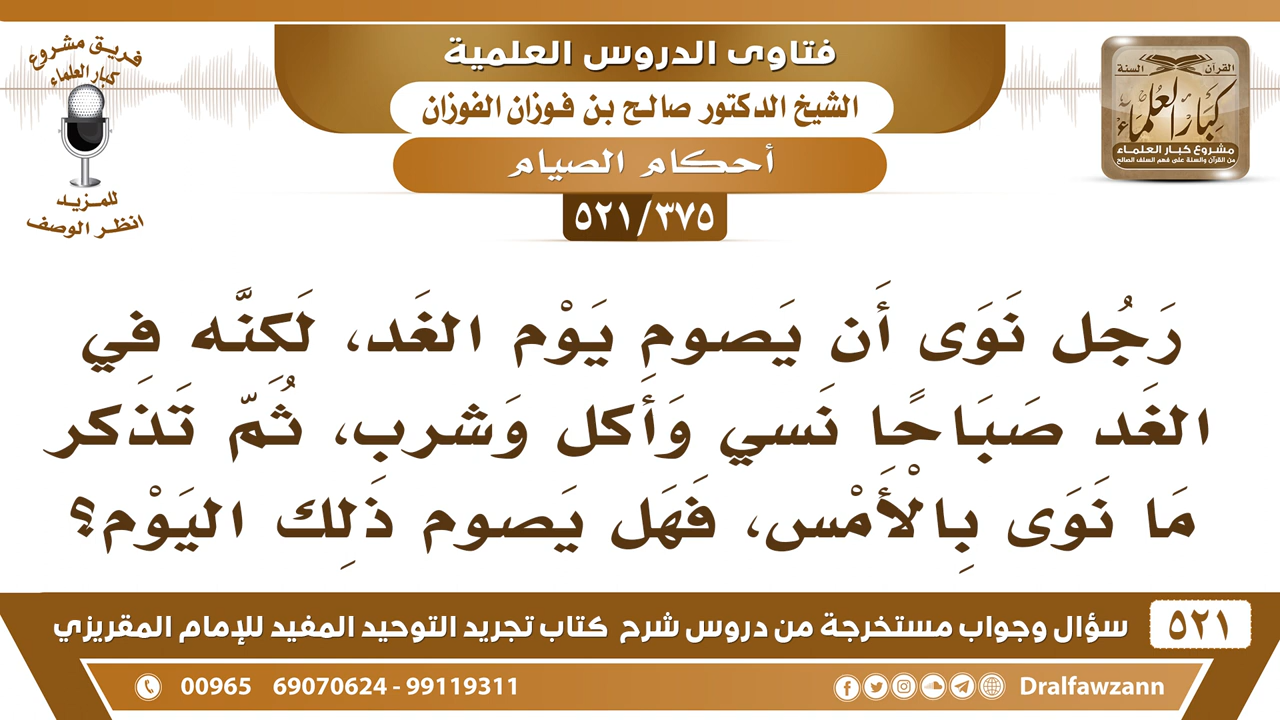 فتاوى الدروس العلمية
الشيخ الدكتور صالح بن فوزان الفوزان
أحكام الصيام
٥٢١/٣٧٥
فريق مشروع
كبار العلماء
للمزيد
انظر الوصف
القرآن السنة
كبار العلماء
مشروع كبار العلماء
من القرآن والسنة على فهم السلف الصالح
رَجُل نَوَى أَن يَصوم يَوْم الغَد، لَكنَّه في
الغَد صَبَاحًا نَسي وَأَكل وَشرب، ثُمّ تَذَكر
مَا نَوَى بِالْأَمْسِ، فَهَل يَصوم ذَلِك اليَوْم؟
٥٢١ سؤال وجواب مستخرجة من دروس شرح كتاب تجريد التوحيد المفيد للإمام المقريزي
00965 69070624 - 99119311
Dralfawzann